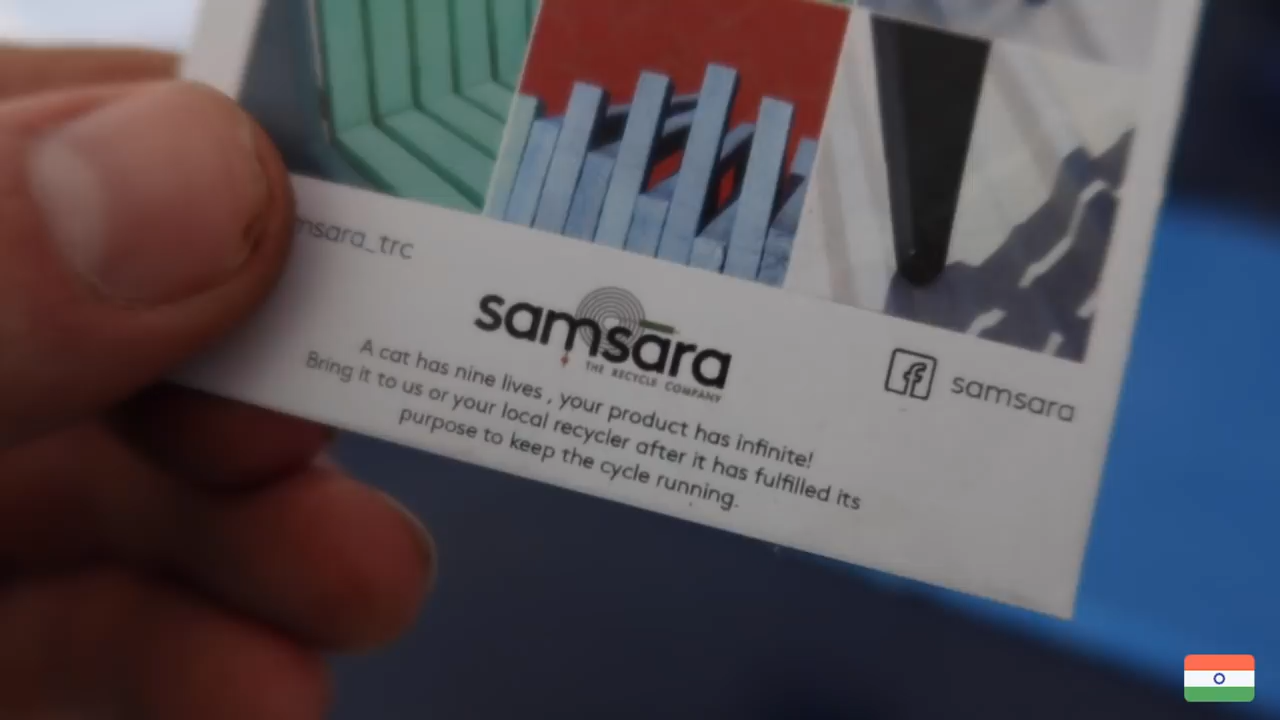 nsara_trc
samsara
THE RECYCLE COMPANY
A cat has nine lives , your product has infinite!
Bring it to us or your local recycler after it has fulfilled its
purpose to keep the cycle running.
samsara